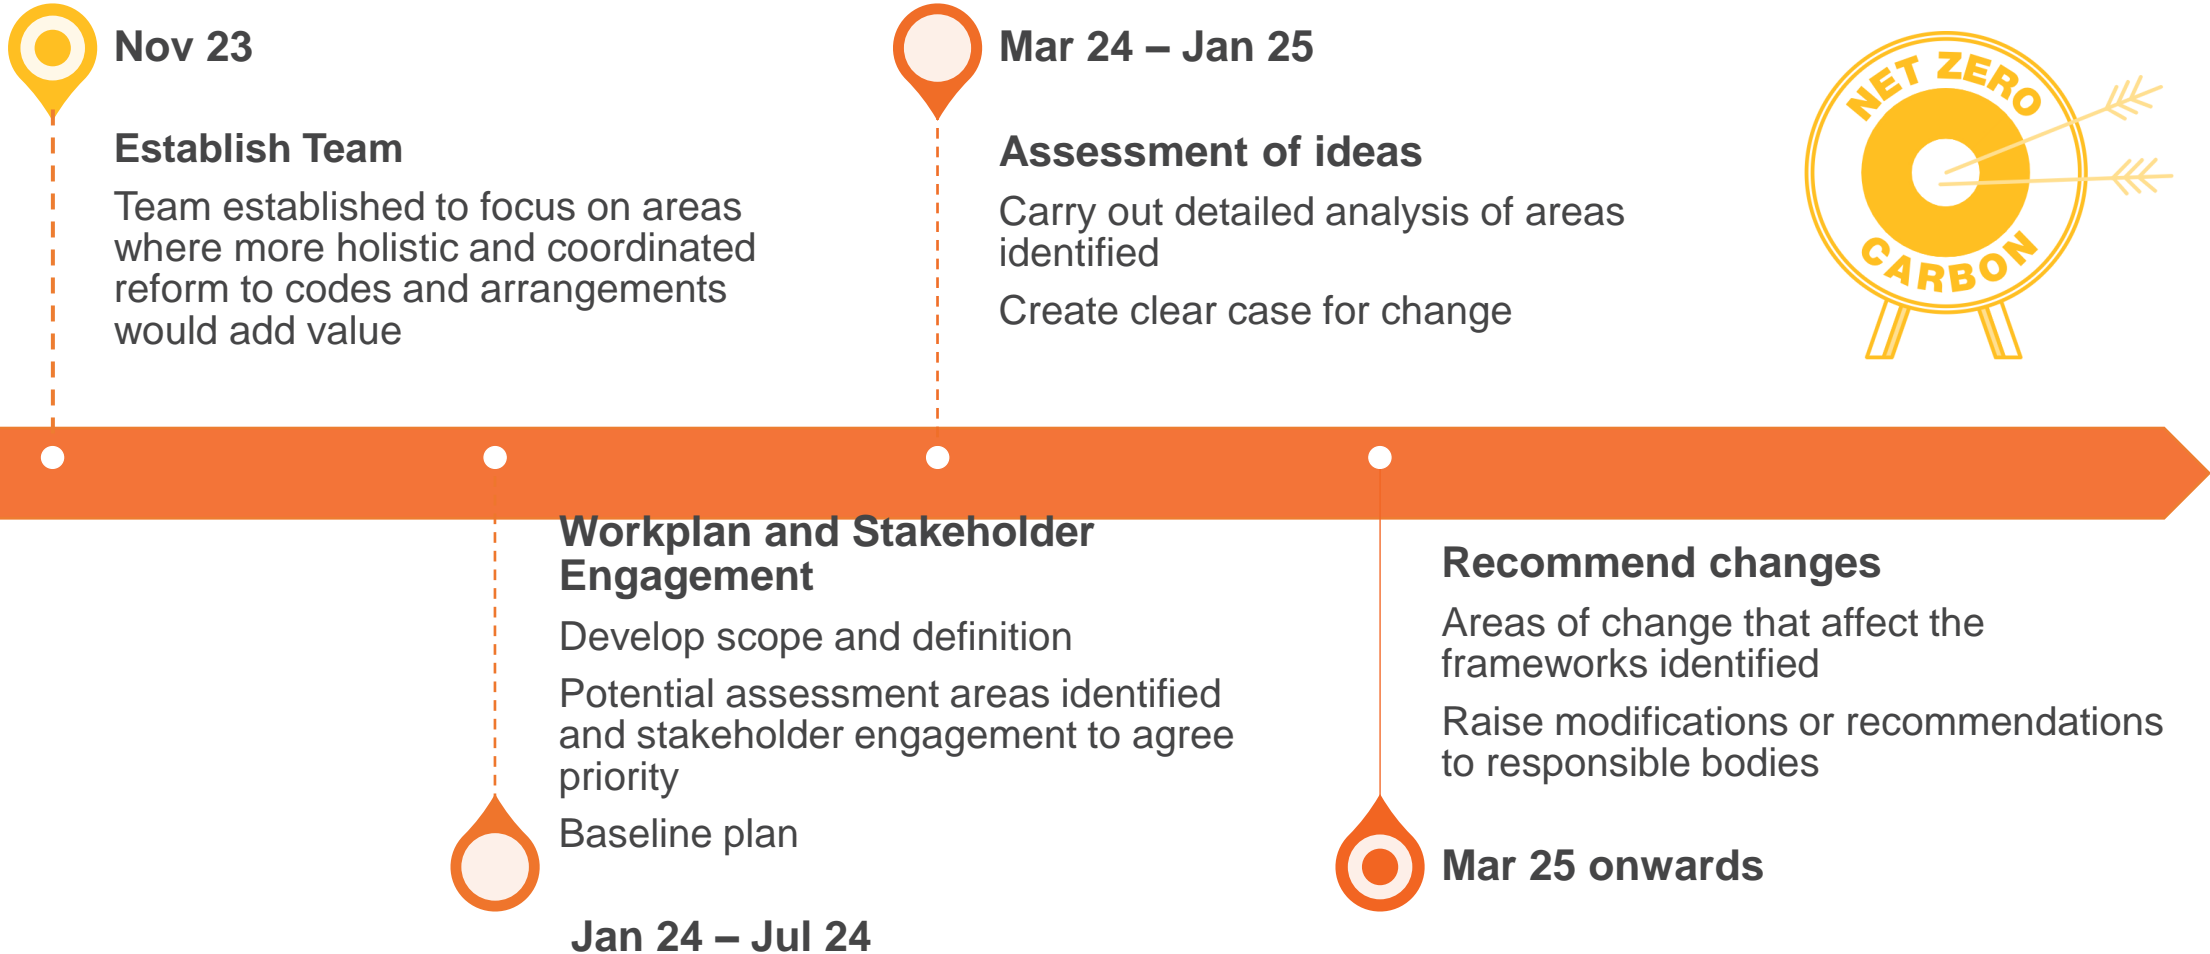 Nov 23
Establish Team
Team established to focus on areas
where more holistic and coordinated
reform to codes and arrangements
would add value
Workplan and Stakeholder
Engagement
Develop scope and definition
Potential assessment areas identified
and stakeholder engagement to agree
priority
Baseline plan
Jan 24 – Jul 24
Mar 24 – Jan 25
Assessment of ideas
Carry out detailed analysis of areas
identified
Create clear case for change
Recommend changes
Areas of change that affect the
frameworks identified
Raise modifications or recommendations
to responsible bodies
Mar 25 onwards
NET ZERO
CARBON